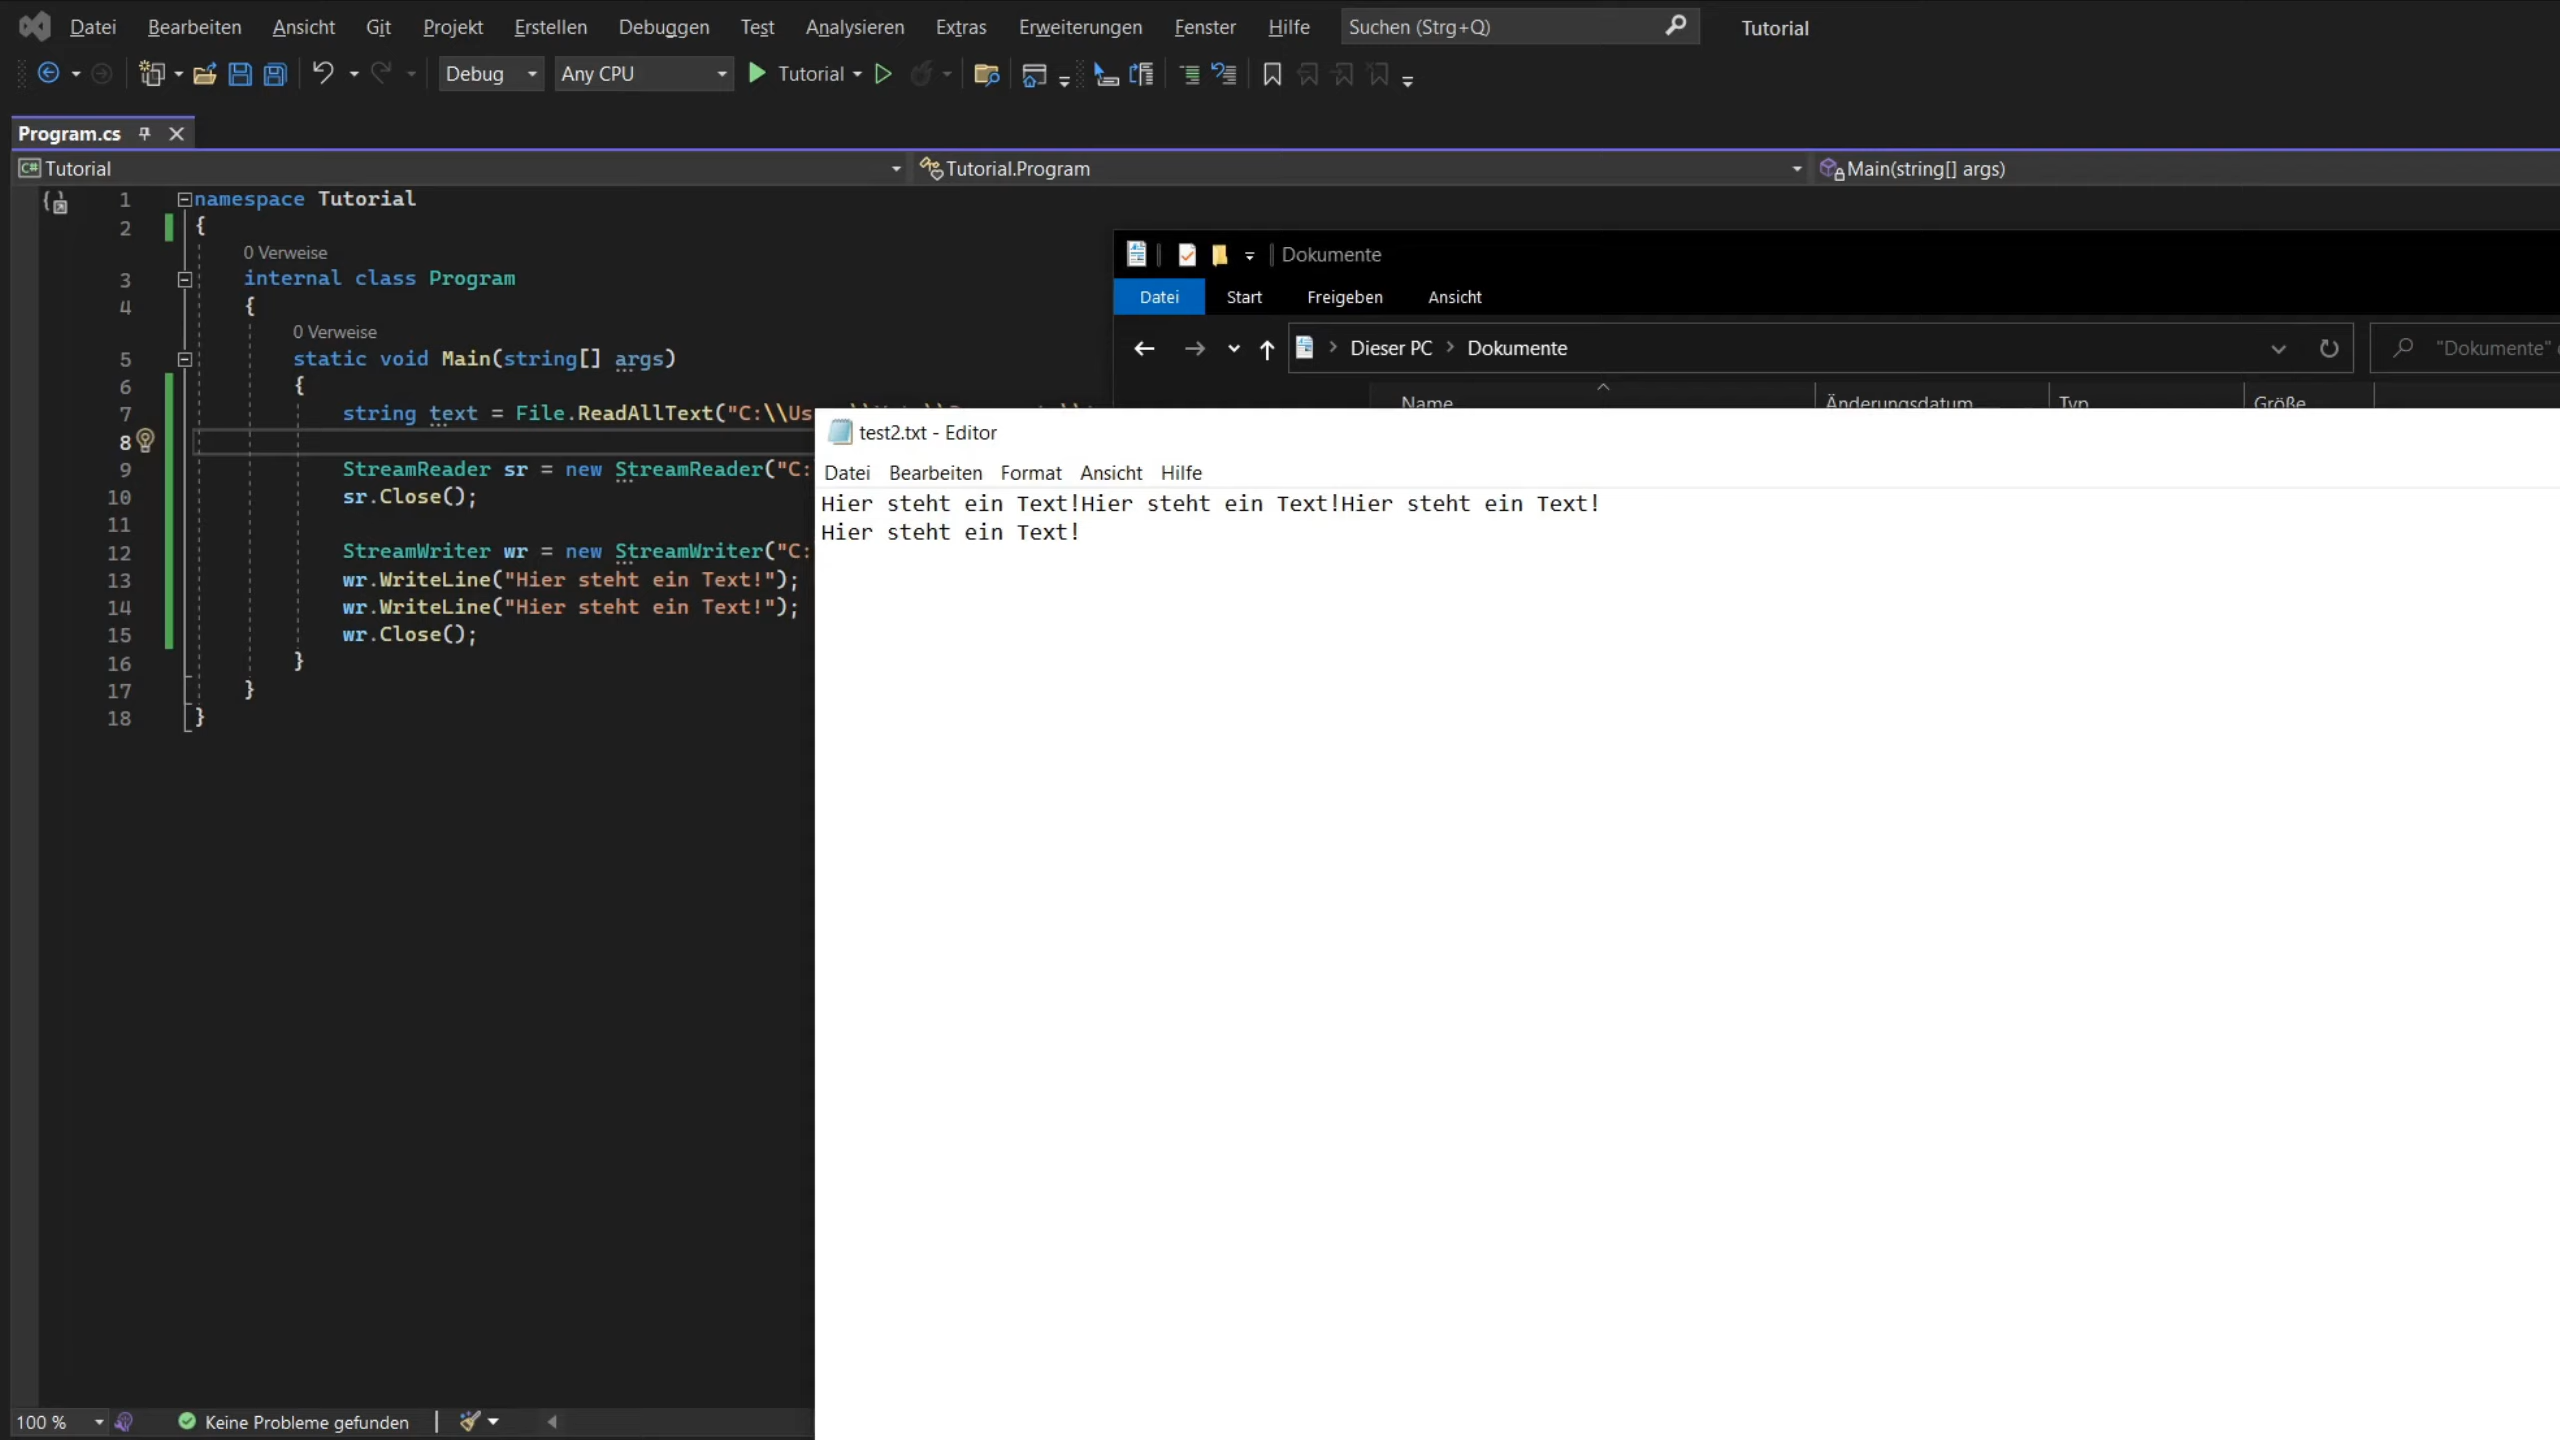 Datei Bearbeiten Ansicht Git Projekt Erstellen Debuggen Test Analysieren Extras Erweiterungen Fenster Hilfe Suchen (Strg+Q) Tutorial
Debug Any CPU Tutorial
Program.cs
C# Tutorial Tutorial.Program Main(string[] args)
1 namespace Tutorial
2 {
0 Verweise
3 internal class Program
4 {
0 Verweise
5 static void Main(string[] args)
6 {
7 string text = File.ReadAllText("C:\\Us
8
9 StreamReader sr = new StreamReader("C:
10 sr.Close();
11
12 StreamWriter wr = new StreamWriter("C:
13 wr.WriteLine("Hier steht ein Text!");
14 wr.WriteLine("Hier steht ein Text!");
15 wr.Close();
16 }
17 }
18 }
100 % Keine Probleme gefunden
Dokumente
Datei Start Freigeben Ansicht
Dieser PC Dokumente "Dokumente"
Name Änderungsdatum Typ Größe
test2.txt - Editor
Datei Bearbeiten Format Ansicht Hilfe
Hier steht ein Text!Hier steht ein Text!Hier steht ein Text!
Hier steht ein Text!